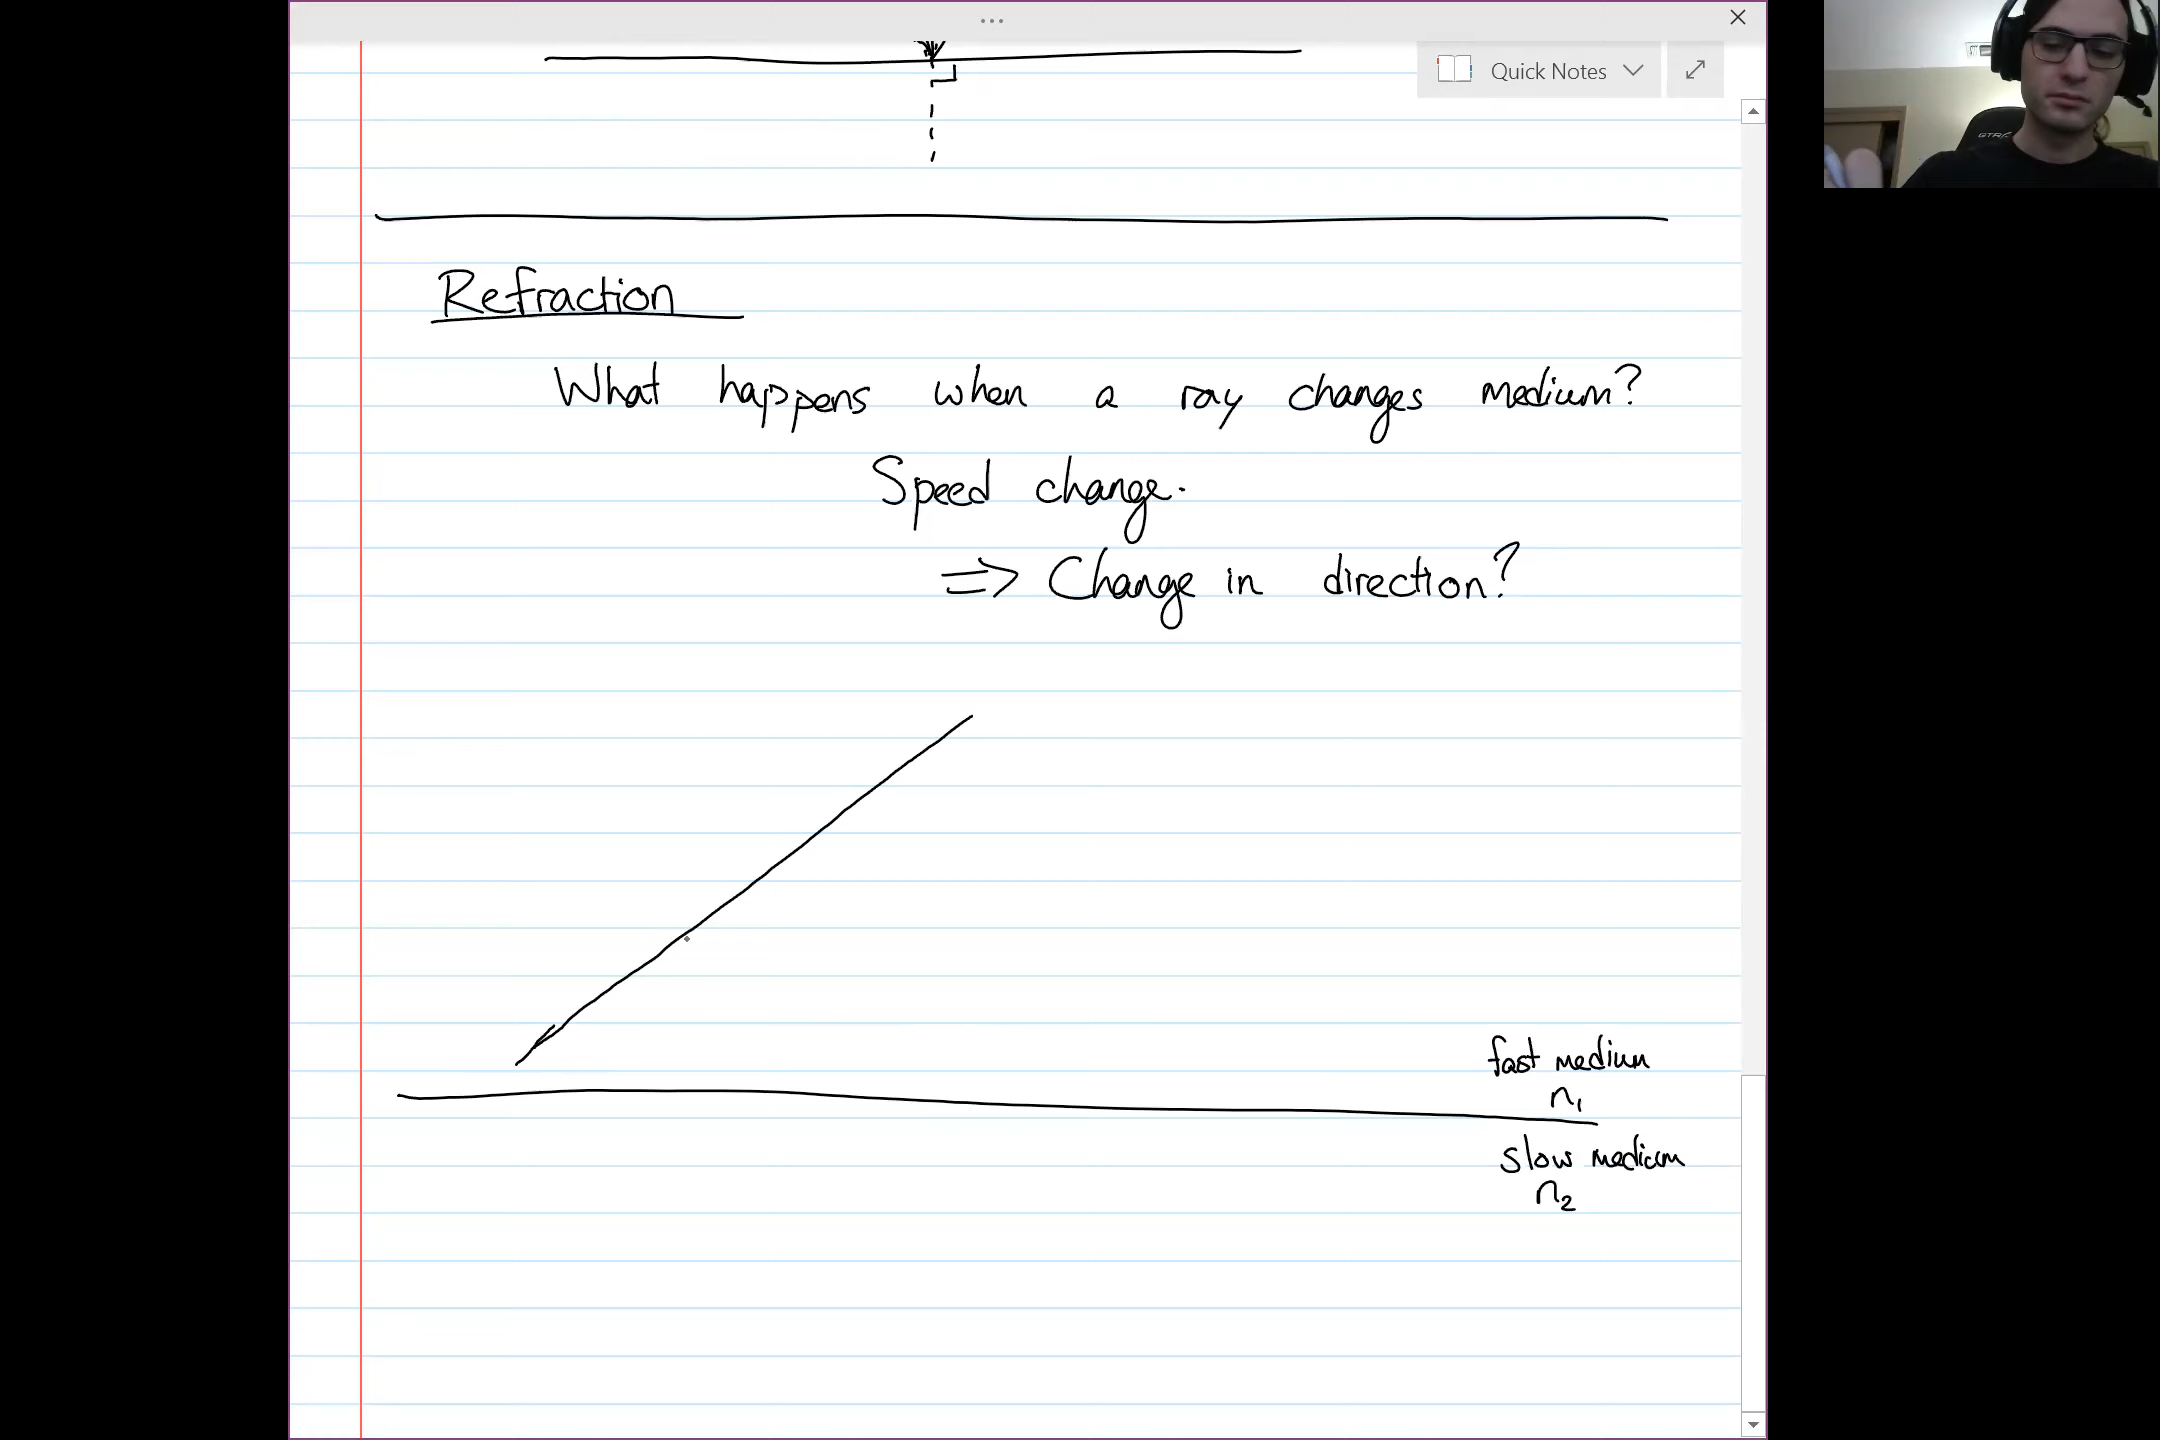 Quick Notes
Refraction
What happens when a ray changes medium?
Speed change.
=> Change in direction?
fast medium
n₁
slow medium
n₂